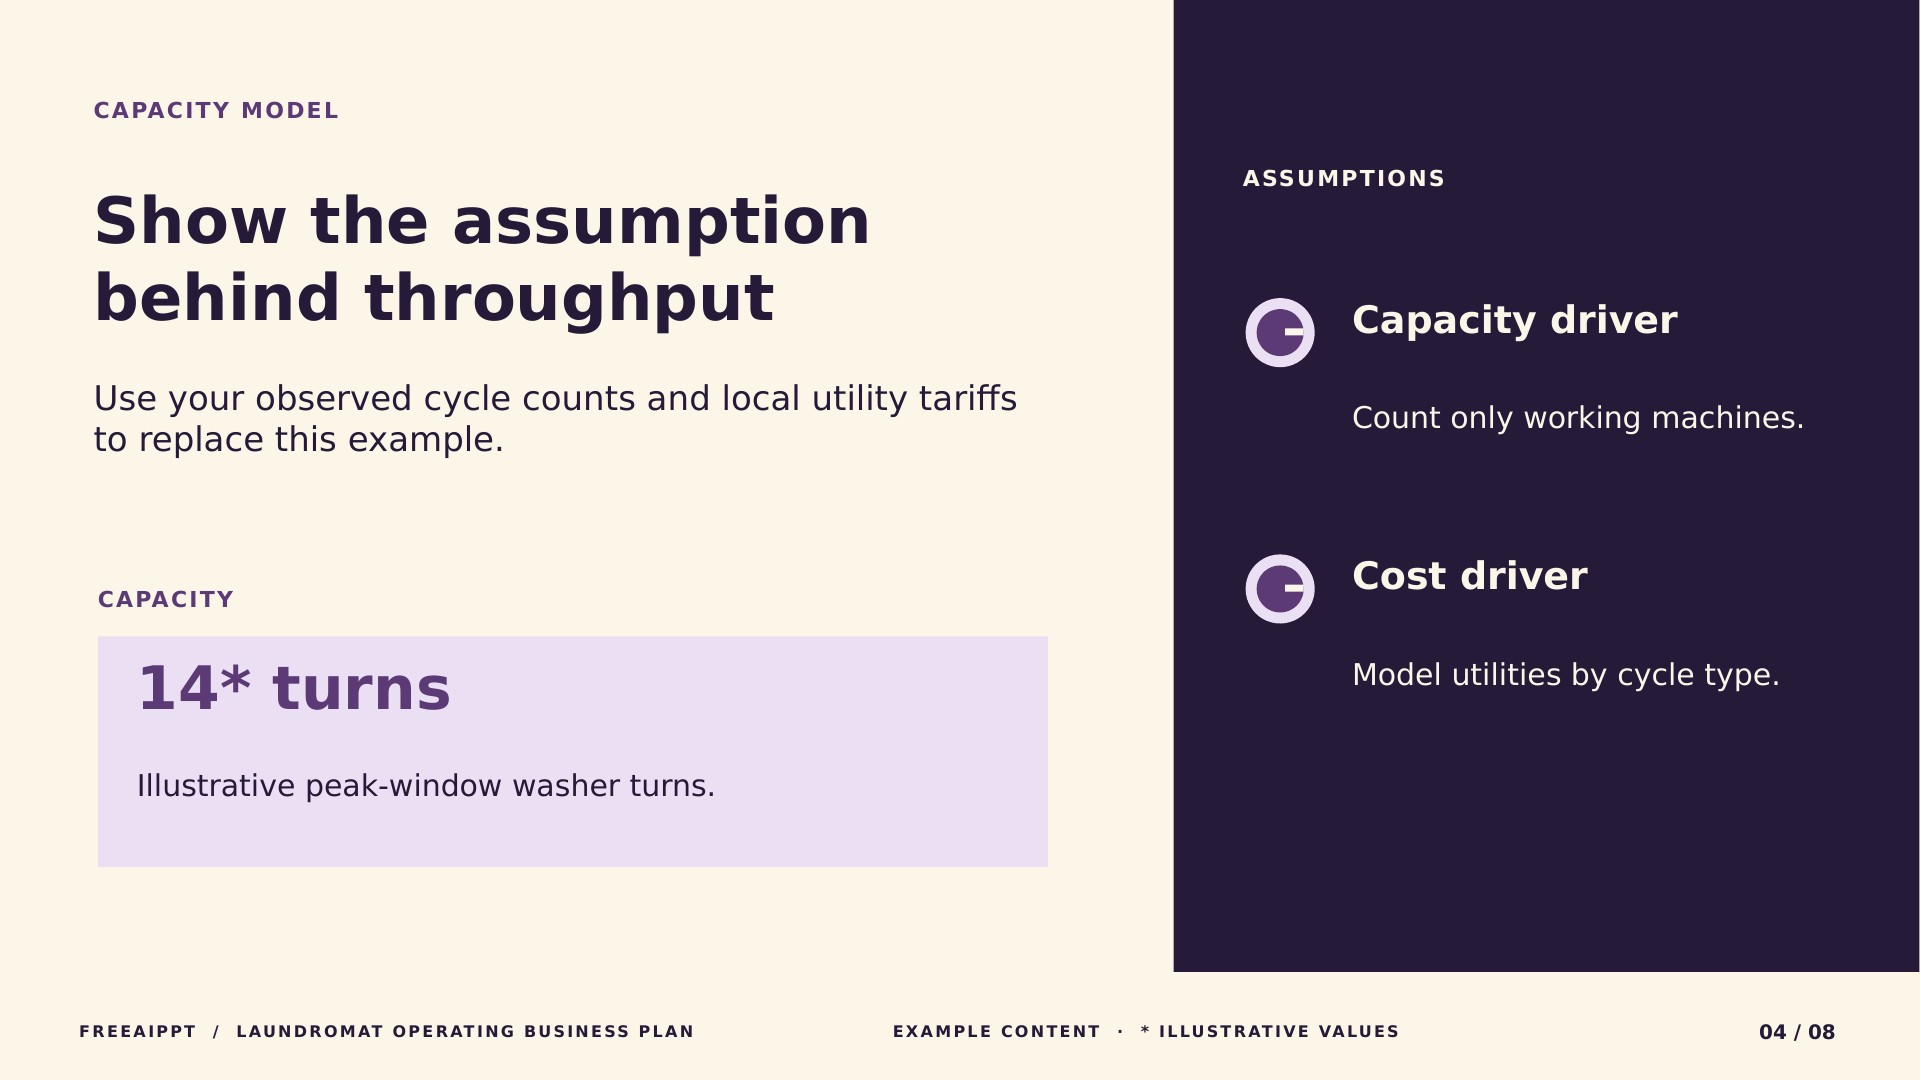 CAPACITY MODEL
Show the assumption
behind throughput
Use your observed cycle counts and local utility tariffs
to replace this example.
CAPACITY
14* turns
Illustrative peak-window washer turns.
ASSUMPTIONS
Capacity driver
Count only working machines.
Cost driver
Model utilities by cycle type.
FREEAIPPT / LAUNDROMAT OPERATING BUSINESS PLAN
EXAMPLE CONTENT · * ILLUSTRATIVE VALUES
04 / 08